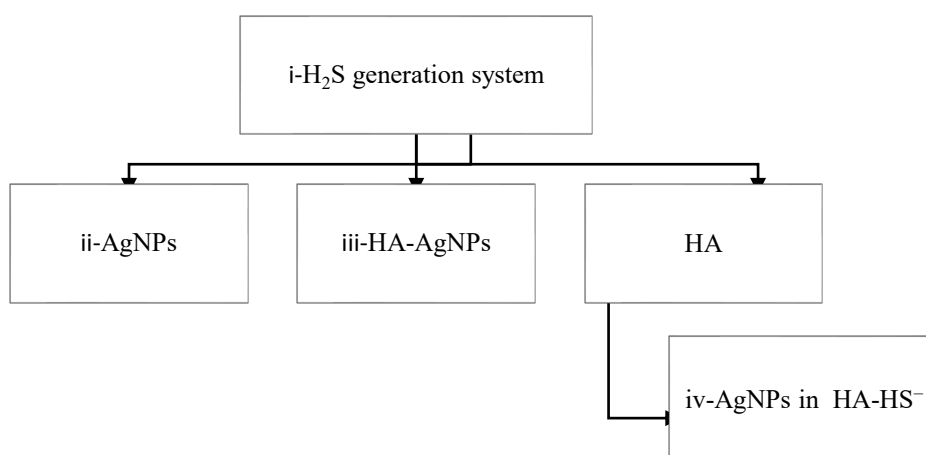 i-H₂S generation system
ii-AgNPs
iii-HA-AgNPs
HA
iv-AgNPs in HA-HS⁻